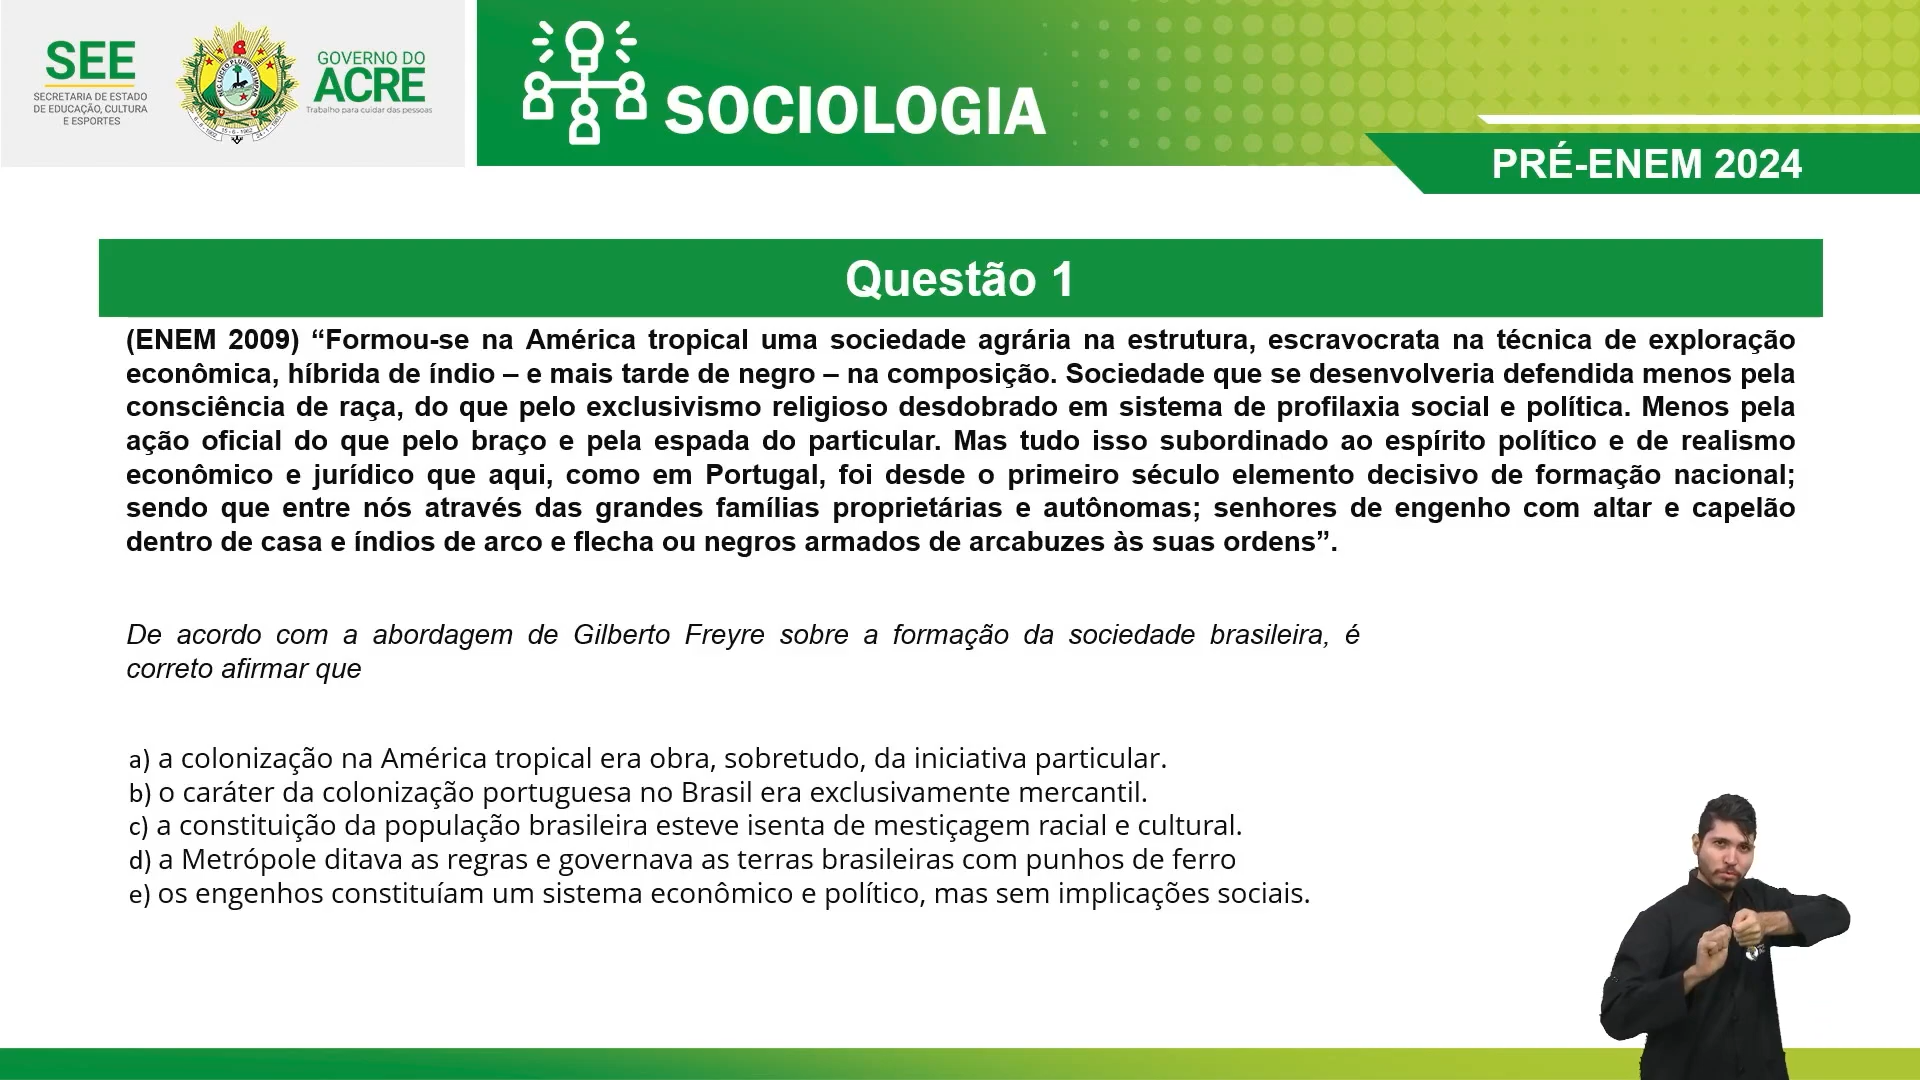 SEE
SECRETARIA DE ESTADO
DE EDUCAÇÃO, CULTURA
E ESPORTES
GOVERNO DO
ACRE
Trabalho para cuidar das pessoas
SOCIOLOGIA
PRÉ-ENEM 2024
Questão 1
(ENEM 2009) “Formou-se na América tropical uma sociedade agrária na estrutura, escravocrata na técnica de exploração
econômica, híbrida de índio – e mais tarde de negro – na composição. Sociedade que se desenvolveria defendida menos pela
consciência de raça, do que pelo exclusivismo religioso desdobrado em sistema de profilaxia social e política. Menos pela
ação oficial do que pelo braço e pela espada do particular. Mas tudo isso subordinado ao espírito político e de realismo
econômico e jurídico que aqui, como em Portugal, foi desde o primeiro século elemento decisivo de formação nacional;
sendo que entre nós através das grandes famílias proprietárias e autônomas; senhores de engenho com altar e capelão
dentro de casa e índios de arco e flecha ou negros armados de arcabuzes às suas ordens”.
De acordo com a abordagem de Gilberto Freyre sobre a formação da sociedade brasileira, é
correto afirmar que
a) a colonização na América tropical era obra, sobretudo, da iniciativa particular.
b) o caráter da colonização portuguesa no Brasil era exclusivamente mercantil.
c) a constituição da população brasileira esteve isenta de mestiçagem racial e cultural.
d) a Metrópole ditava as regras e governava as terras brasileiras com punhos de ferro
e) os engenhos constituíam um sistema econômico e político, mas sem implicações sociais.